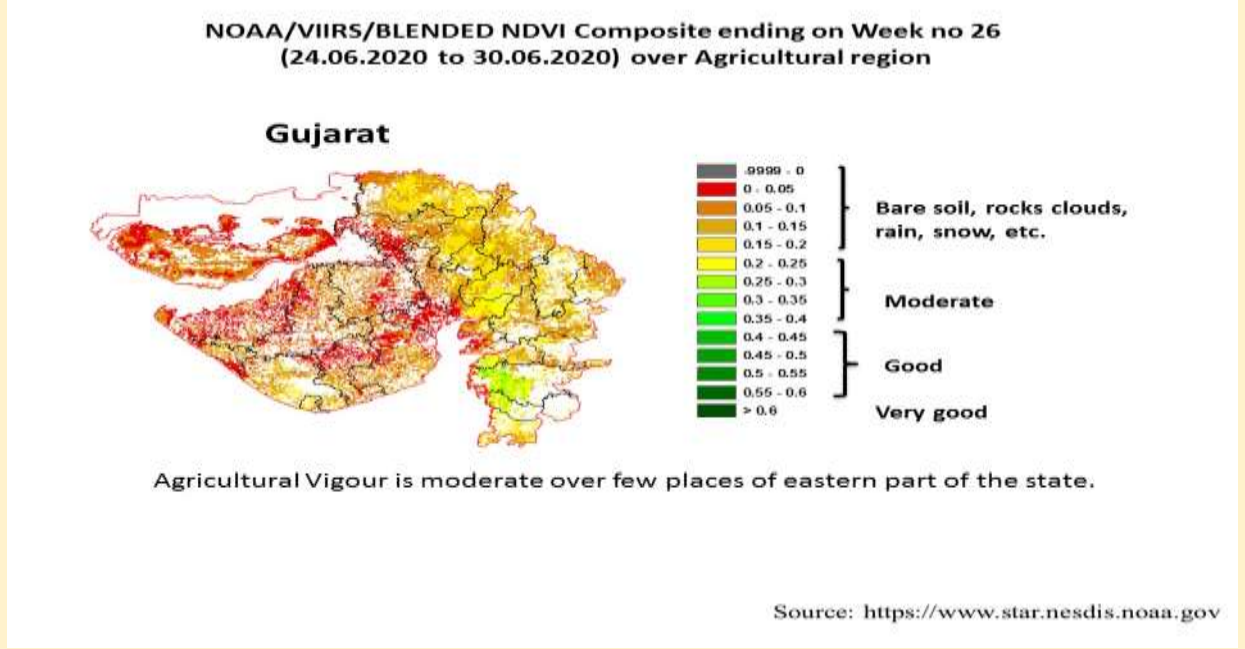 NOAA/VIIRS/BLENDED NDVI Composite ending on Week no 26
(24.06.2020 to 30.06.2020) over Agricultural region
Gujarat
-9999 - 0
0 - 0.05
0.05 - 0.1
0.1 - 0.15
0.15 - 0.2
0.2 - 0.25
0.25 - 0.3
0.3 - 0.35
0.35 - 0.4
0.4 - 0.45
0.45 - 0.5
0.5 - 0.55
0.55 - 0.6
> 0.6
Bare soil, rocks clouds,
rain, snow, etc.
Moderate
Good
Very good
Agricultural Vigour is moderate over few places of eastern part of the state.
Source: https://www.star.nesdis.noaa.gov